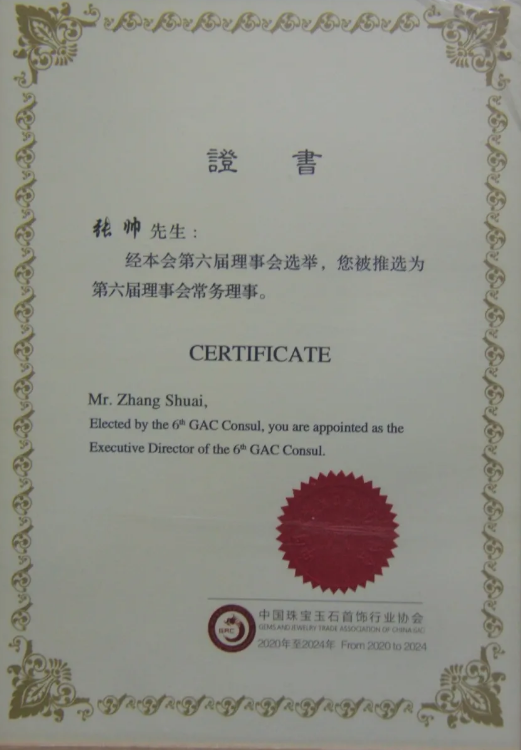 證 書
张帅 先生：
经本会第六届理事会选举，您被推选为
第六届理事会常务理事。
CERTIFICATE
Mr. Zhang Shuai,
Elected by the 6th GAC Consul, you are appointed as the
Executive Director of the 6th GAC Consul.
GAC
中国珠宝玉石首饰行业协会
GEMS AND JEWELRY TRADE ASSOCIATION OF CHINA GAC
2020年至2024年 From 2020 to 2024